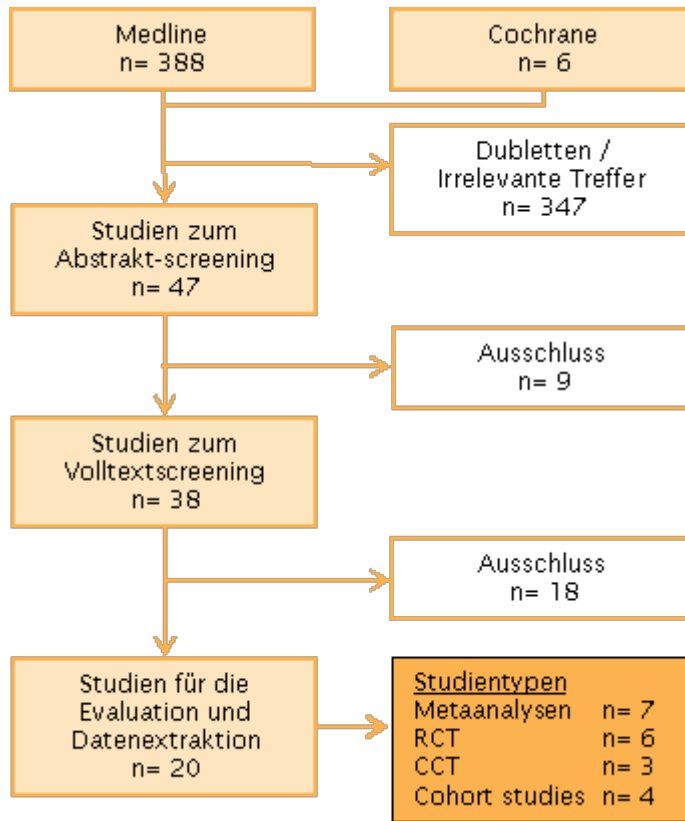 Medline
n= 388
Cochrane
n= 6
Dubletten /
Irrelevante Treffer
n= 347
Studien zum
Abstrakt-screening
n= 47
Ausschluss
n= 9
Studien zum
Volltextscreening
n= 38
Ausschluss
n= 18
Studien für die
Evaluation und
Datenextraktion
n= 20
Studientypen
Metaanalysen n= 7
RCT n= 6
CCT n= 3
Cohort studies n= 4